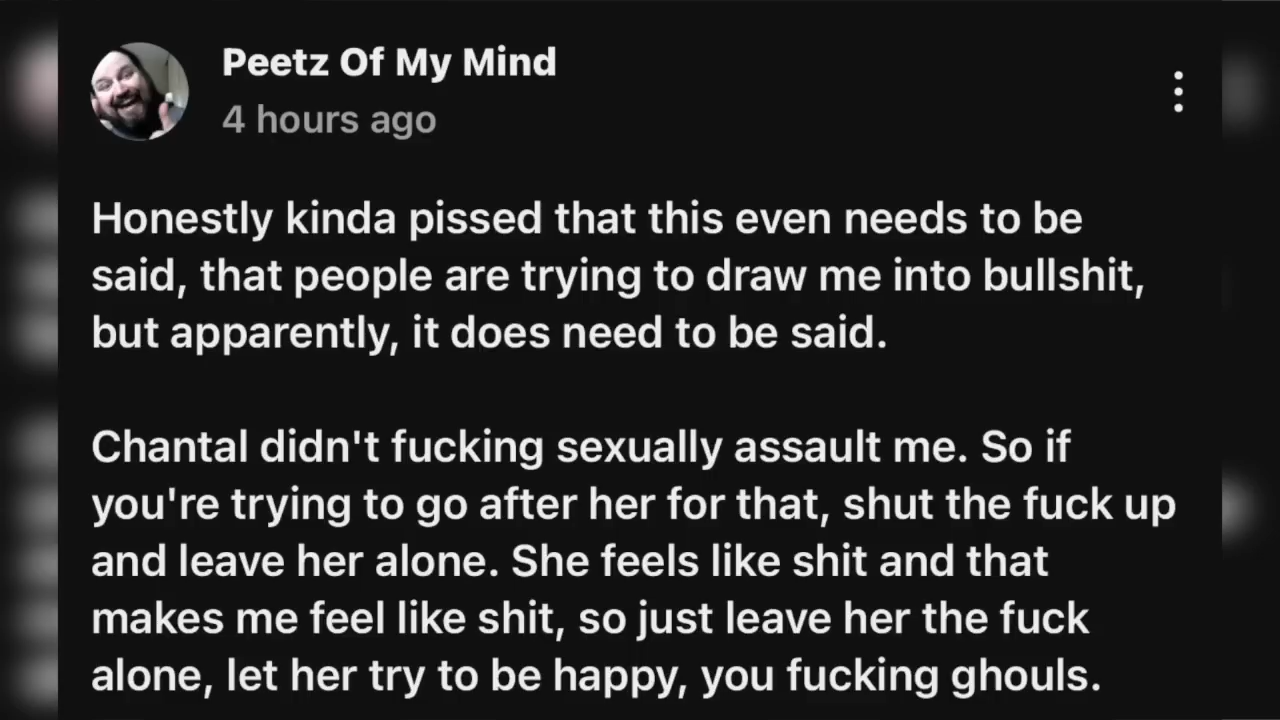 Peetz Of My Mind
4 hours ago
Honestly kinda pissed that this even needs to be
said, that people are trying to draw me into bullshit,
but apparently, it does need to be said.
Chantal didn't fucking sexually assault me. So if
you're trying to go after her for that, shut the fuck up
and leave her alone. She feels like shit and that
makes me feel like shit, so just leave her the fuck
alone, let her try to be happy, you fucking ghouls.